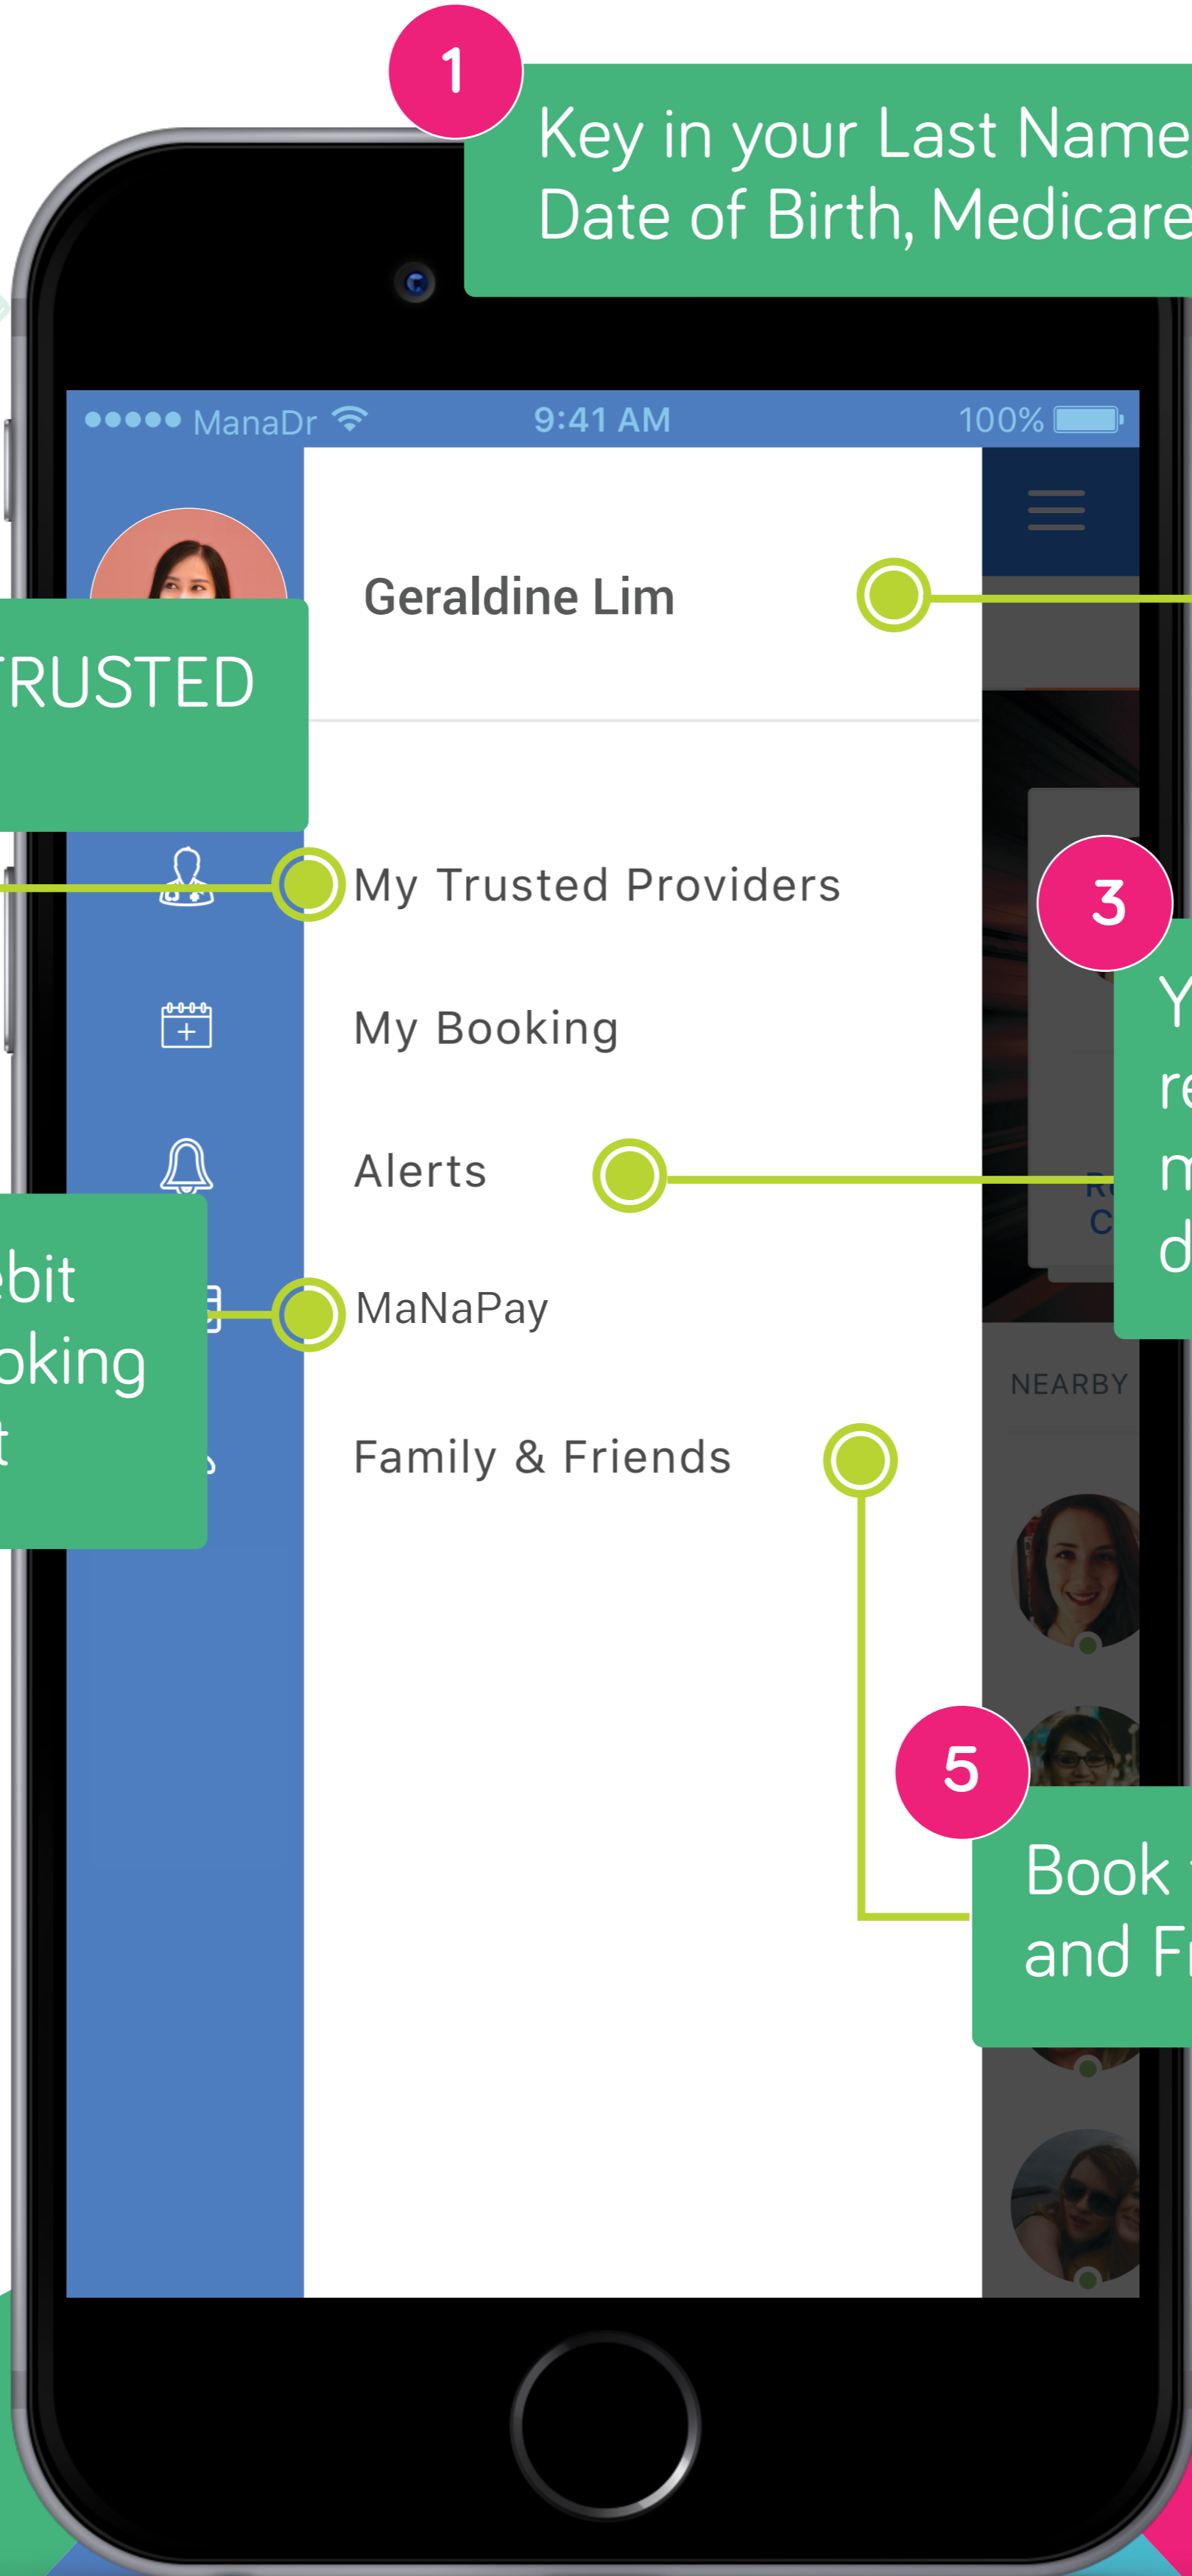 1
Key in your Last Name
Date of Birth, Medicare
ManaDr
9:41 AM
100%
Geraldine Lim
TRUSTED
My Trusted Providers
3
My Booking
Alerts
MaNaPay
NEARBY
Family & Friends
5
Book
and